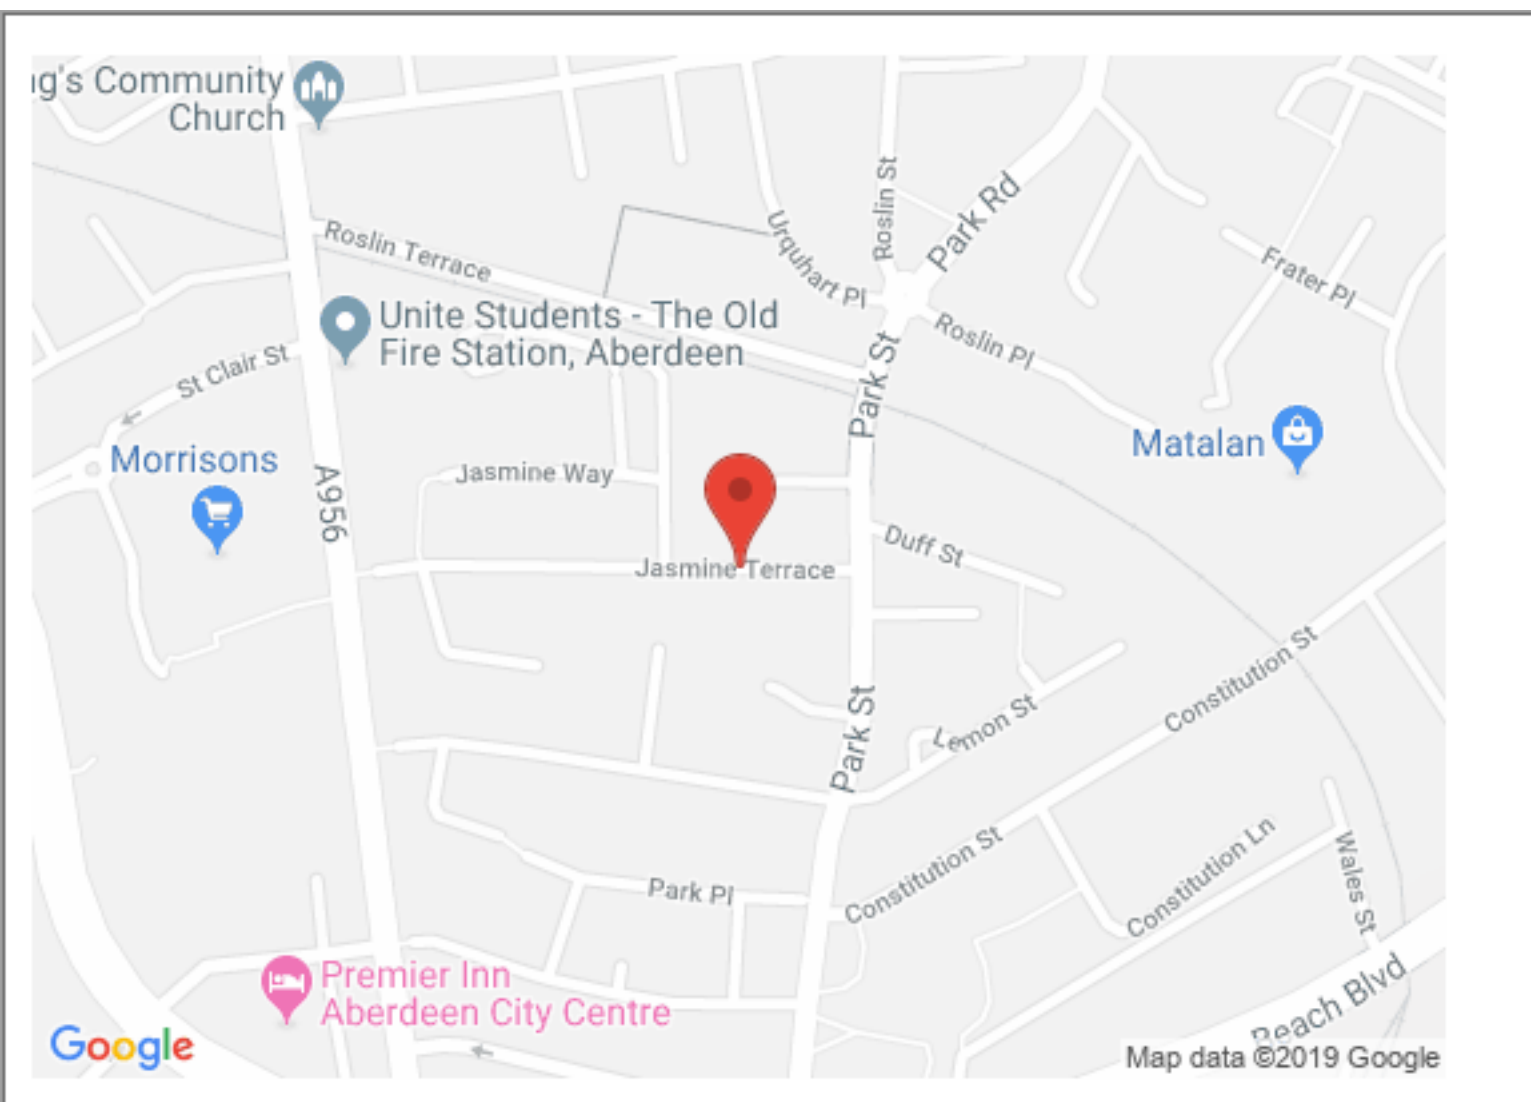 g's Community
Church
Roslin St
Park Rd
Roslin Terrace
Urquhart Pl
Frater Pl
Unite Students - The Old
Fire Station, Aberdeen
Roslin Pl
St Clair St
Park St
Morrisons
Matalan
Jasmine Way
A956
Duff St
Jasmine Terrace
Constitution St
Lemon St
Park St
Constitution St
Constitution Ln
Wales St
Park Pl
Premier Inn
Aberdeen City Centre
Beach Blvd
Google
Map data ©2019 Google